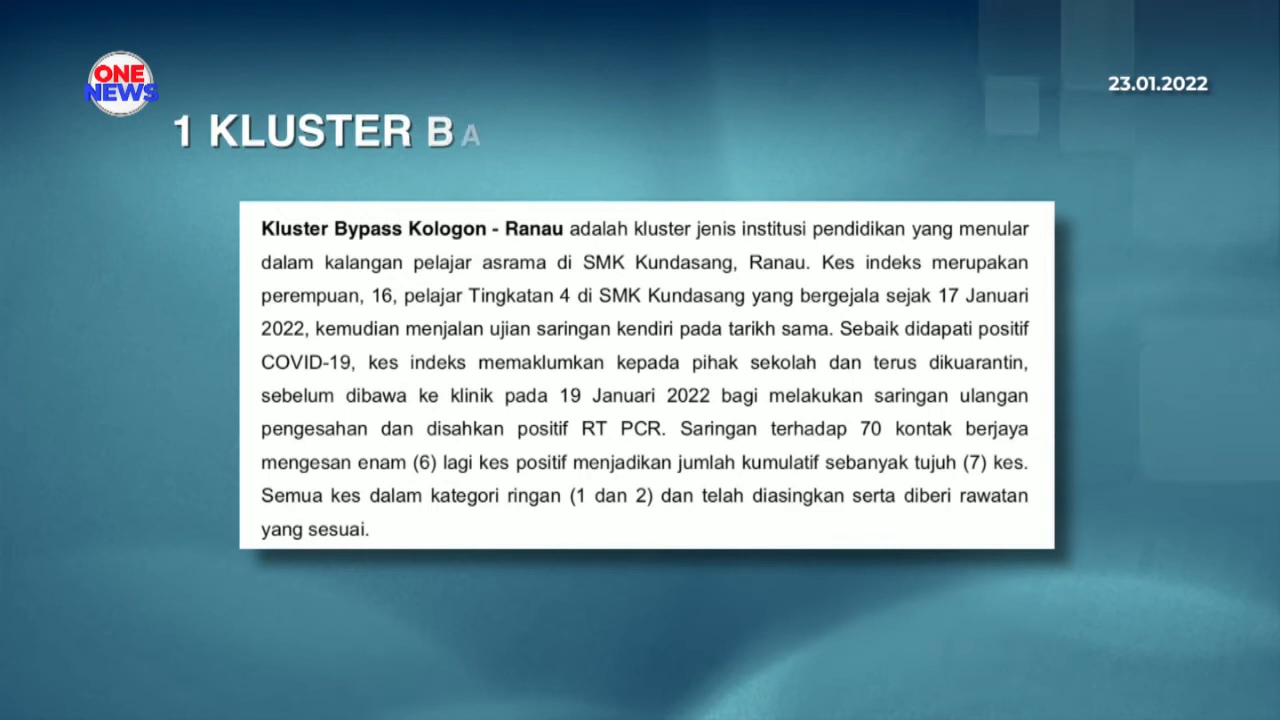 ONE
NEWS
23.01.2022
1 KLUSTER BA
Kluster Bypass Kologon - Ranau adalah kluster jenis institusi pendidikan yang menular
dalam kalangan pelajar asrama di SMK Kundasang, Ranau. Kes indeks merupakan
perempuan, 16, pelajar Tingkatan 4 di SMK Kundasang yang bergejala sejak 17 Januari
2022, kemudian menjalan ujian saringan kendiri pada tarikh sama. Sebaik didapati positif
COVID-19, kes indeks memaklumkan kepada pihak sekolah dan terus dikuarantin,
sebelum dibawa ke klinik pada 19 Januari 2022 bagi melakukan saringan ulangan
pengesahan dan disahkan positif RT PCR. Saringan terhadap 70 kontak berjaya
mengesan enam (6) lagi kes positif menjadikan jumlah kumulatif sebanyak tujuh (7) kes.
Semua kes dalam kategori ringan (1 dan 2) dan telah diasingkan serta diberi rawatan
yang sesuai.